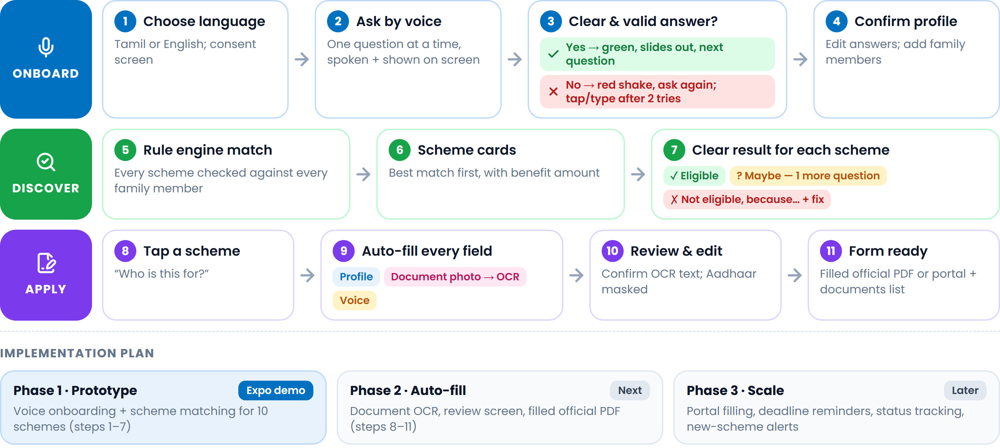 ONBOARD
1 Choose language
Tamil or English; consent
screen
2 Ask by voice
One question at a time,
spoken + shown on screen
3 Clear & valid answer?
✓ Yes → green, slides out, next
question
✕ No → red shake, ask again;
tap/type after 2 tries
4 Confirm profile
Edit answers; add family
members
DISCOVER
5 Rule engine match
Every scheme checked against every
family member
6 Scheme cards
Best match first, with benefit amount
7 Clear result for each scheme
✓ Eligible
? Maybe — 1 more question
✗ Not eligible, because... + fix
APPLY
8 Tap a scheme
“Who is this for?”
9 Auto-fill every field
Profile
Document photo → OCR
Voice
10 Review & edit
Confirm OCR text; Aadhaar
masked
11 Form ready
Filled official PDF or portal +
documents list
IMPLEMENTATION PLAN
Phase 1 · Prototype
Expo demo
Voice onboarding + scheme matching for 10
schemes (steps 1–7)
Phase 2 · Auto-fill
Next
Document OCR, review screen, filled official PDF
(steps 8–11)
Phase 3 · Scale
Later
Portal filling, deadline reminders, status tracking,
new-scheme alerts